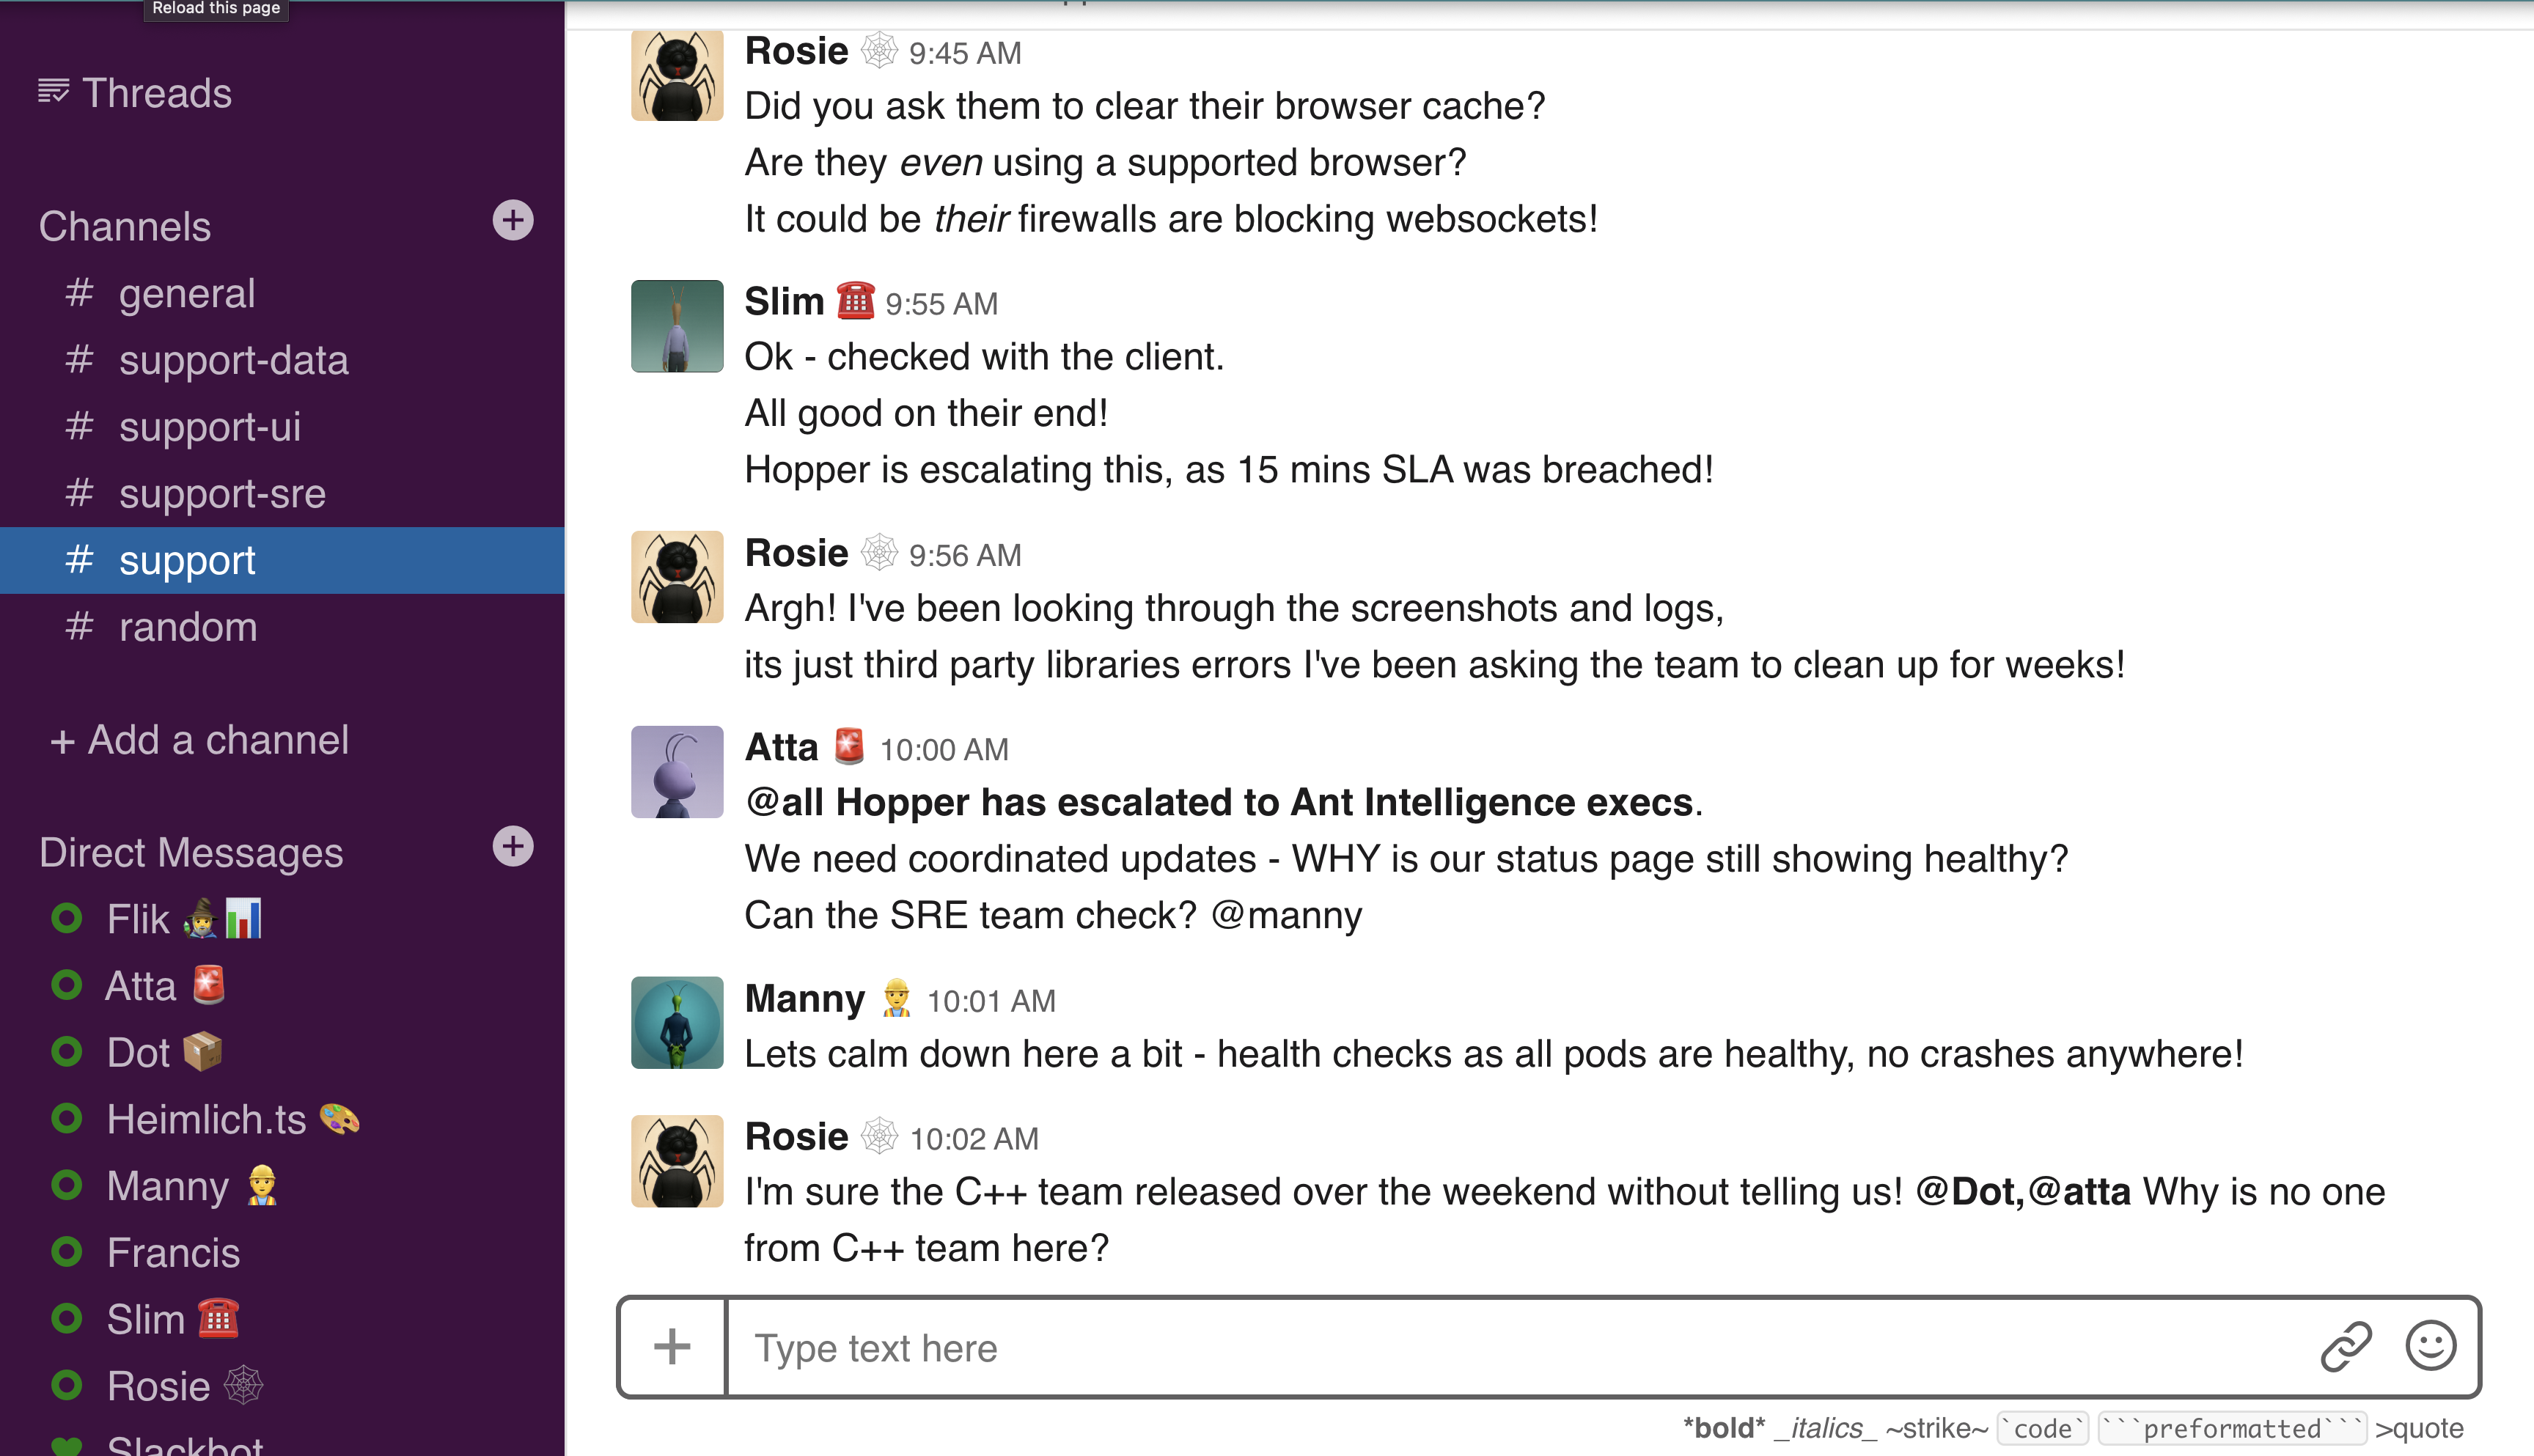 Reload this page
Threads
Channels
# general
# support-data
# support-ui
# support-sre
# support
# random
+ Add a channel
Direct Messages
Flik
Atta
Dot
Heimlich.ts
Manny
Francis
Slim
Rosie
Slackbot
Rosie 9:45 AM
Did you ask them to clear their browser cache?
Are they even using a supported browser?
It could be their firewalls are blocking websockets!
Slim 9:55 AM
Ok - checked with the client.
All good on their end!
Hopper is escalating this, as 15 mins SLA was breached!
Rosie 9:56 AM
Argh! I've been looking through the screenshots and logs,
its just third party libraries errors I've been asking the team to clean up for weeks!
Atta 10:00 AM
@all Hopper has escalated to Ant Intelligence execs.
We need coordinated updates - WHY is our status page still showing healthy?
Can the SRE team check? @manny
Manny 10:01 AM
Lets calm down here a bit - health checks as all pods are healthy, no crashes anywhere!
Rosie 10:02 AM
I'm sure the C++ team released over the weekend without telling us! @Dot,@atta Why is no one
from C++ team here?
Type text here
*bold* _italics_ ~strike~ `code` ```preformatted``` >quote